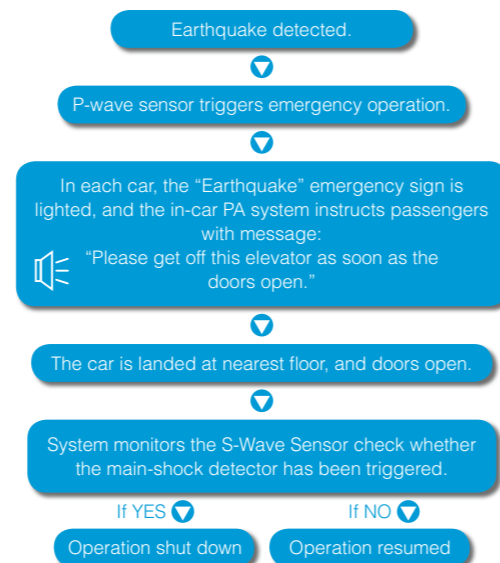 Earthquake detected.
P-wave sensor triggers emergency operation.
In each car, the “Earthquake” emergency sign is
lighted, and the in-car PA system instructs passengers
with message:
“Please get off this elevator as soon as the
doors open.”
The car is landed at nearest floor, and doors open.
System monitors the S-Wave Sensor check whether
the main-shock detector has been triggered.
If YES
If NO
Operation shut down
Operation resumed